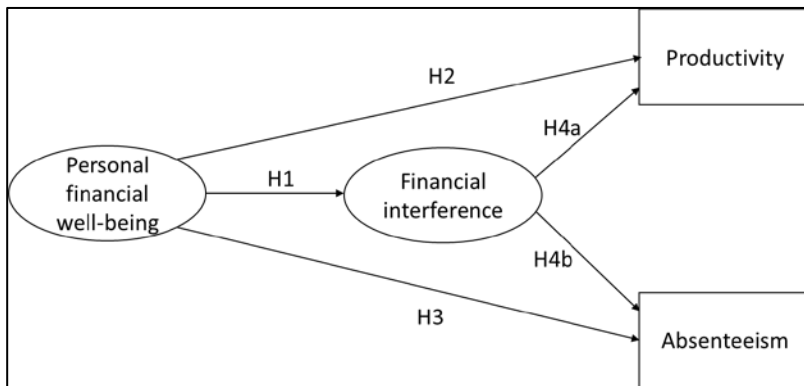 Productivity
H2
H4a
Personal
financial
well-being
H1
Financial
interference
H4b
H3
Absenteeism